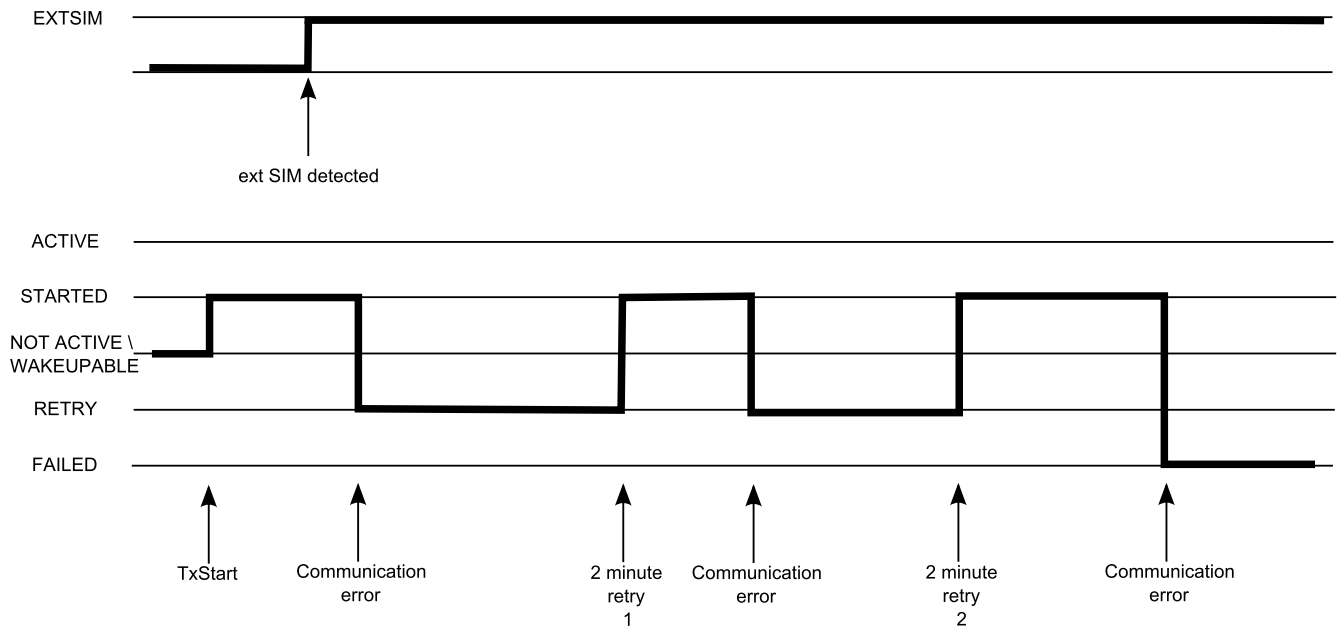 EXTSIM
ext SIM detected
ACTIVE
STARTED
NOT ACTIVE \
WAKEUPABLE
RETRY
FAILED
TxStart
Communication
error
2 minute
retry
1
Communication
error
2 minute
retry
2
Communication
error